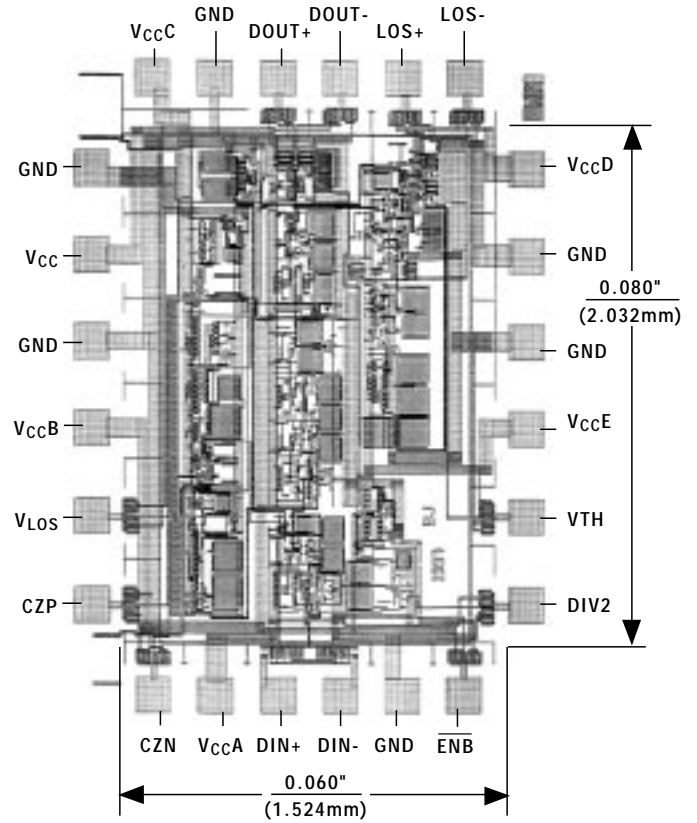 VCCC
GND
DOUT+
DOUT-
LOS+
LOS-
GND
VCCD
VCC
GND
0.080"
(2.032mm)
GND
GND
VCCB
VCCE
VLOS
VTH
CZP
DIV2
CZN
VCCA
DIN+
DIN-
GND
ENB
0.060"
(1.524mm)